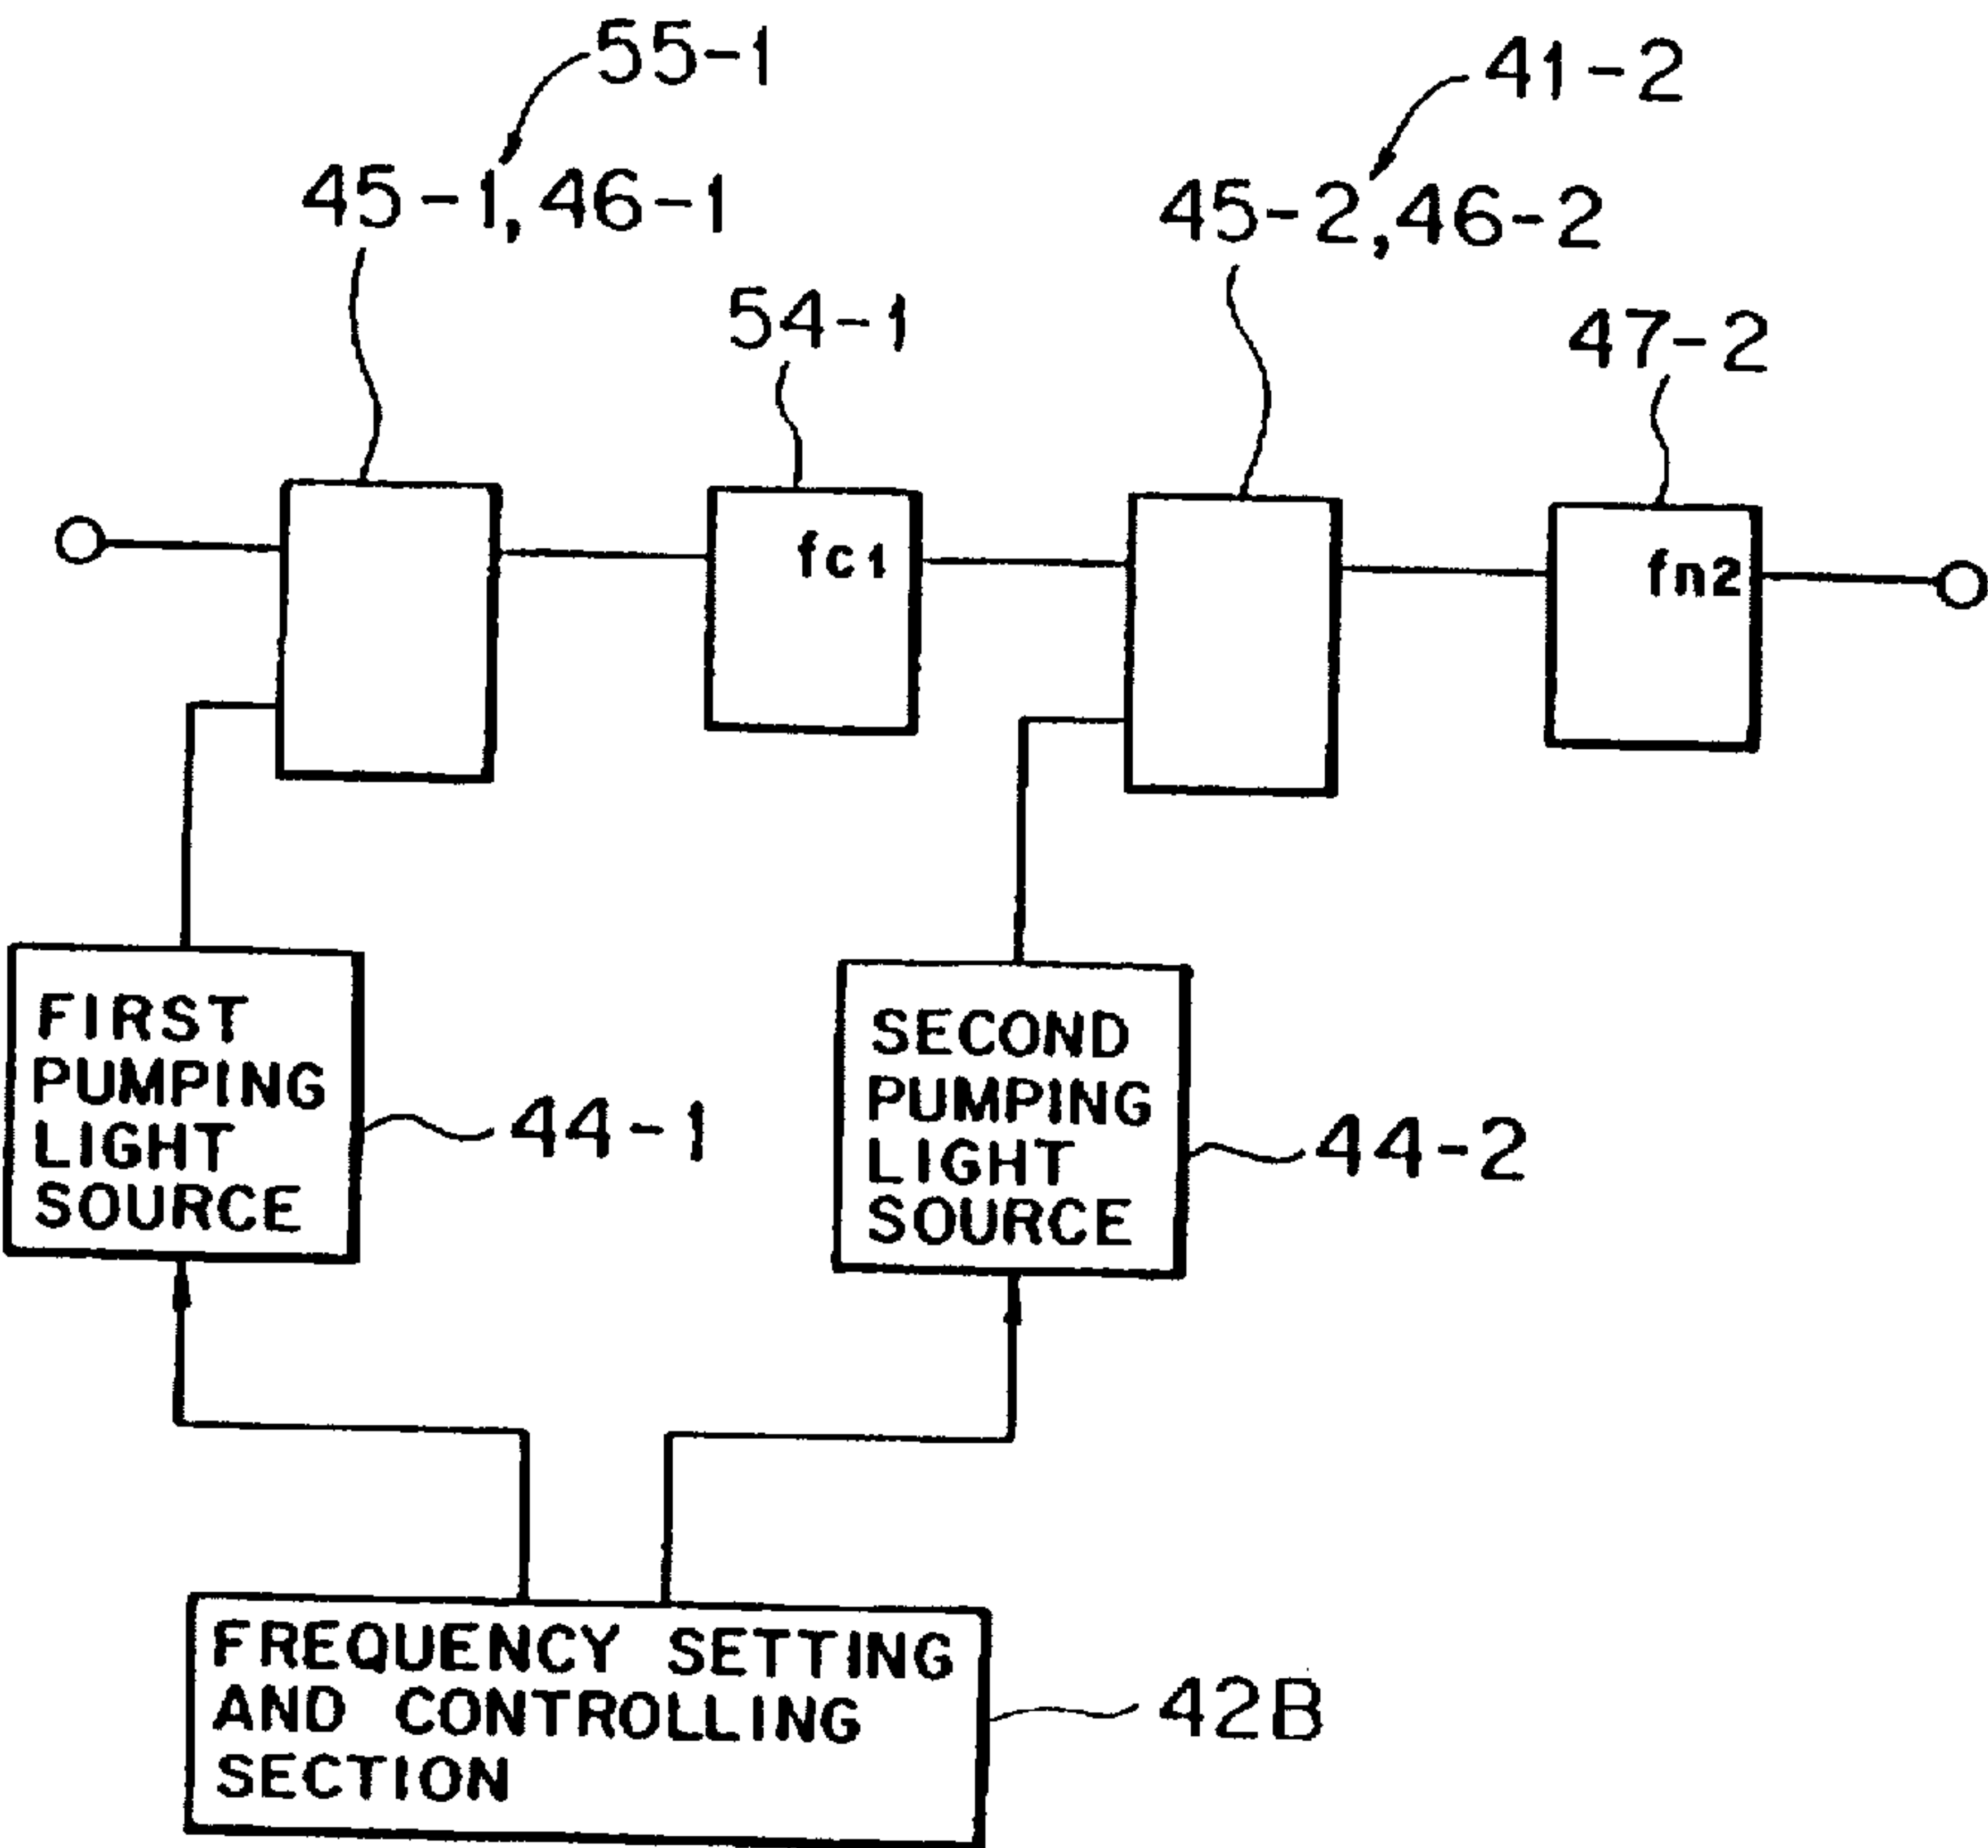 55-1
41-2
45-1,46-1
45-2,46-2
54-1
47-2
fc1
fn2
FIRST
PUMPING
LIGHT
SOURCE
44-1
SECOND
PUMPING
LIGHT
SOURCE
44-2
FREQUENCY SETTING
AND CONTROLLING
SECTION
42B